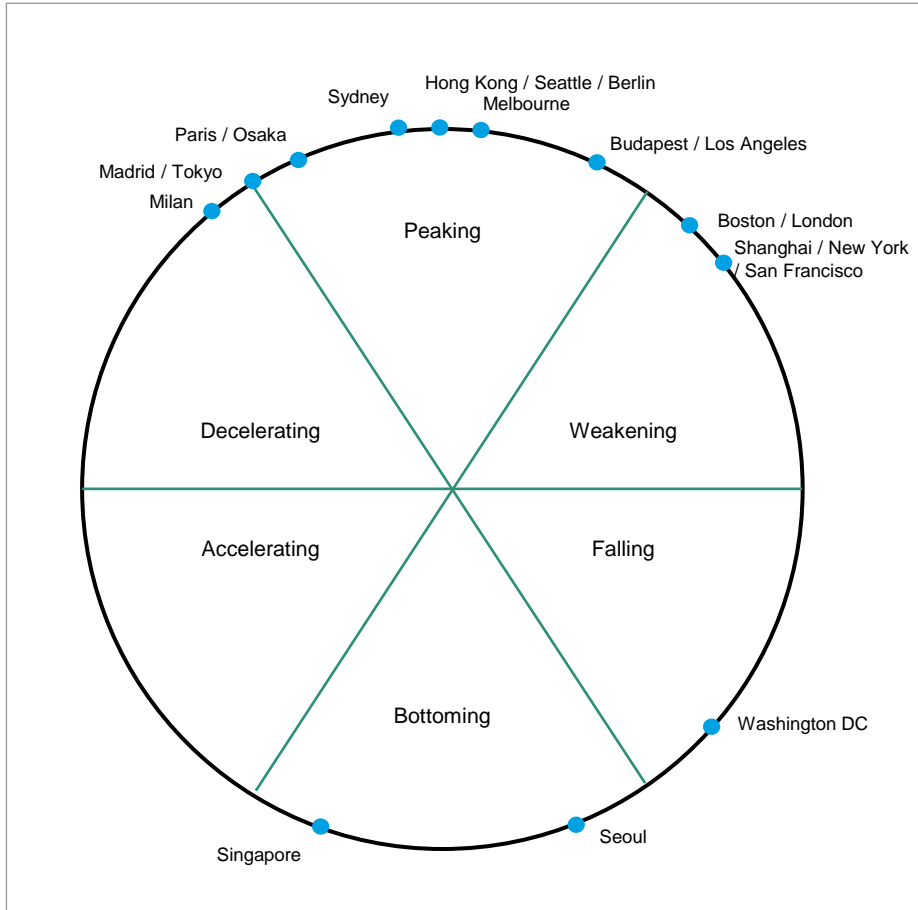 Hong Kong / Seattle / Berlin
Sydney
Melbourne
Paris / Osaka
Budapest / Los Angeles
Madrid / Tokyo
Milan
Boston / London
Peaking
Shanghai / New York
/ San Francisco
Decelerating
Weakening
Accelerating
Falling
Bottoming
Washington DC
Seoul
Singapore